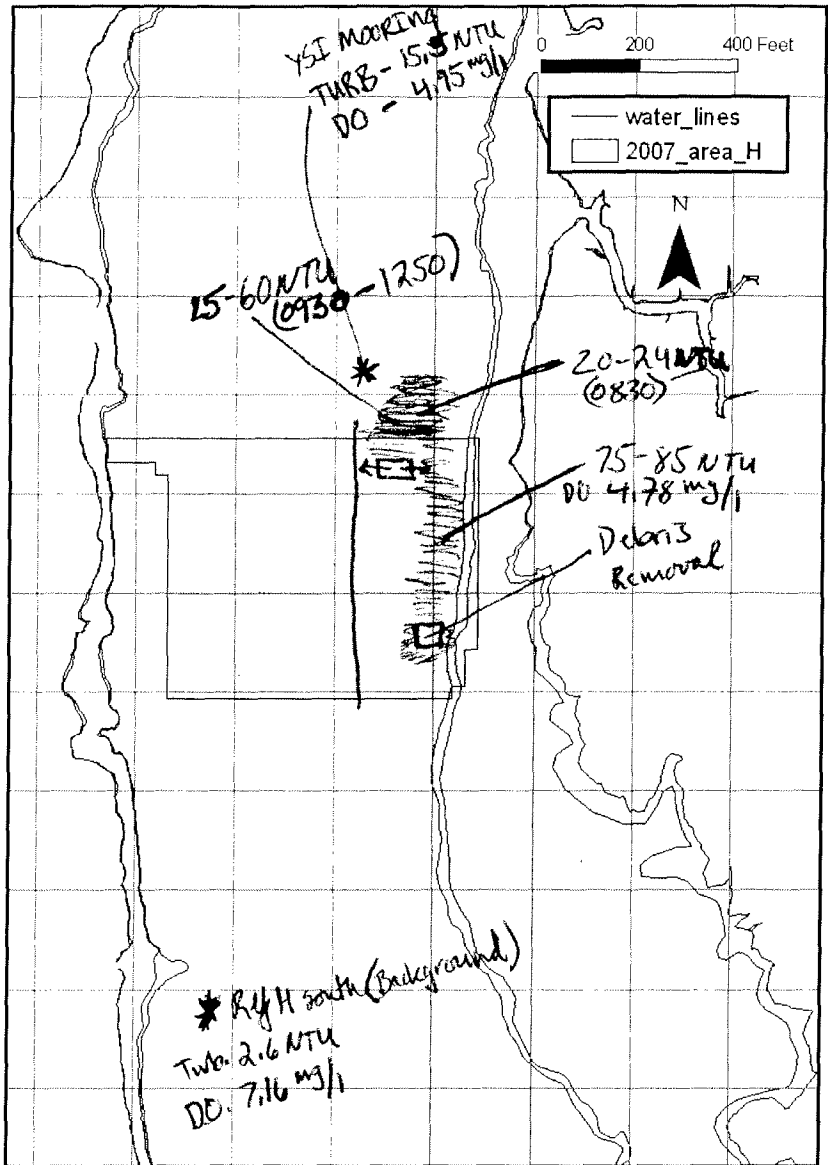 YSI MOORING
TURB - 15.5 NTU
DO - 4.95 mg/l
0 200 400 Feet
water_lines
2007_area_H
N
25-60 NTU
(0930 - 1250)
20-24 NTU
(0830)
75-85 NTU
DO 4.78 mg/l
Debris
Removal
Ref H south (Background)
Turb. 2.6 NTU
DO. 7.16 mg/l